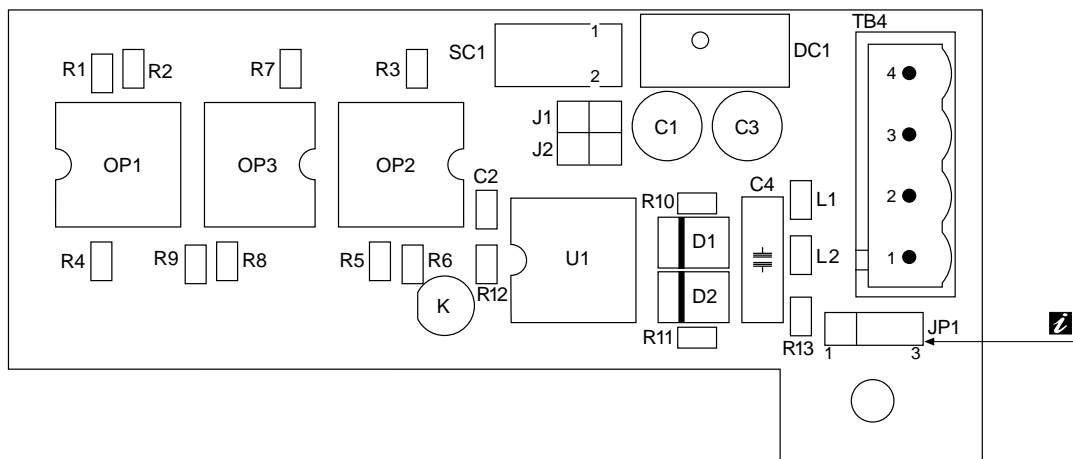 TB4
SC1 1 DC1
R1 R2 R7 R3
2 4
J1
C1 C3
J2 3
OP1 OP3 OP2
C2 C4
R10 L1 2
D1
R4 R9 R8 R5 R6 U1 L2 1
R12
K D2
R11 R13 JP1 i
1 3